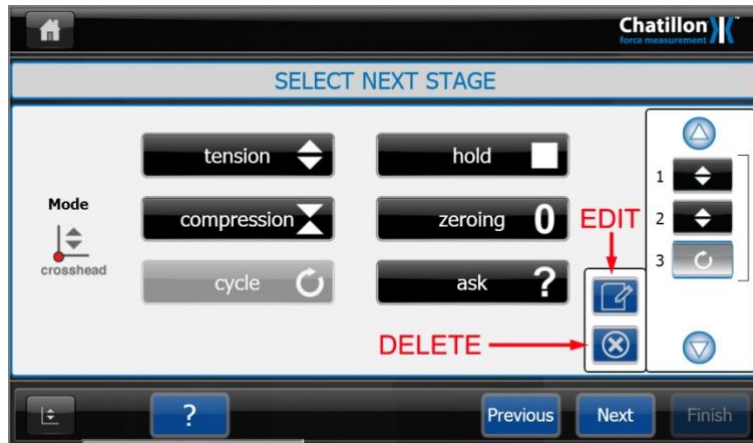 Chatillon
force measurement
SELECT NEXT STAGE
tension
hold
1
Mode
compression
zeroing 0
EDIT
2
crosshead
cycle
ask ?
3
DELETE
?
Previous
Next
Finish